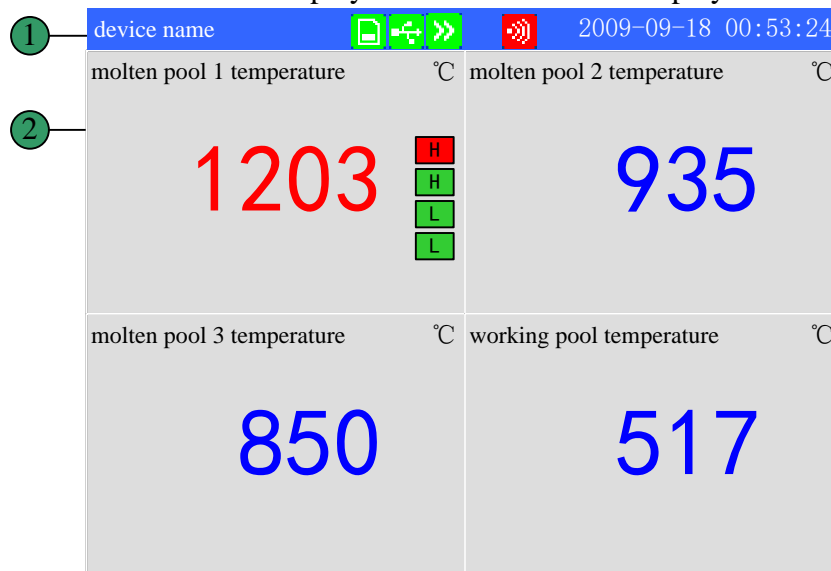 1 device name 2009-09-18 00:53:24
molten pool 1 temperature ℃ molten pool 2 temperature ℃
2
1203 H 935
H
L
L
molten pool 3 temperature ℃ working pool temperature ℃
850 517